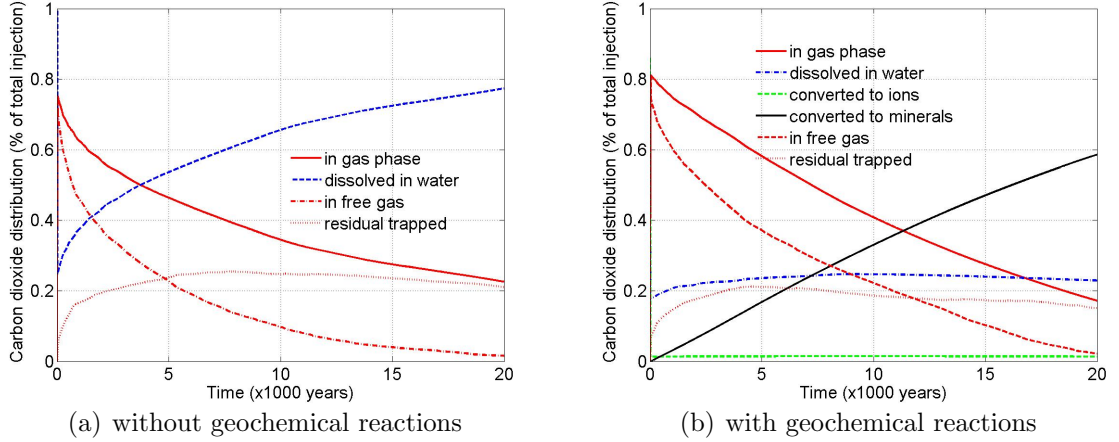 Carbon dioxide distribution (% of total injection)
1
0.8
0.6
0.4
0.2
0
0
5
10
15
20
Time (x1000 years)
in gas phase
dissolved in water
in free gas
residual trapped
(a) without geochemical reactions
Carbon dioxide distribution (% of total injection)
1
0.8
0.6
0.4
0.2
0
0
5
10
15
20
Time (x1000 years)
in gas phase
dissolved in water
converted to ions
converted to minerals
in free gas
residual trapped
(b) with geochemical reactions